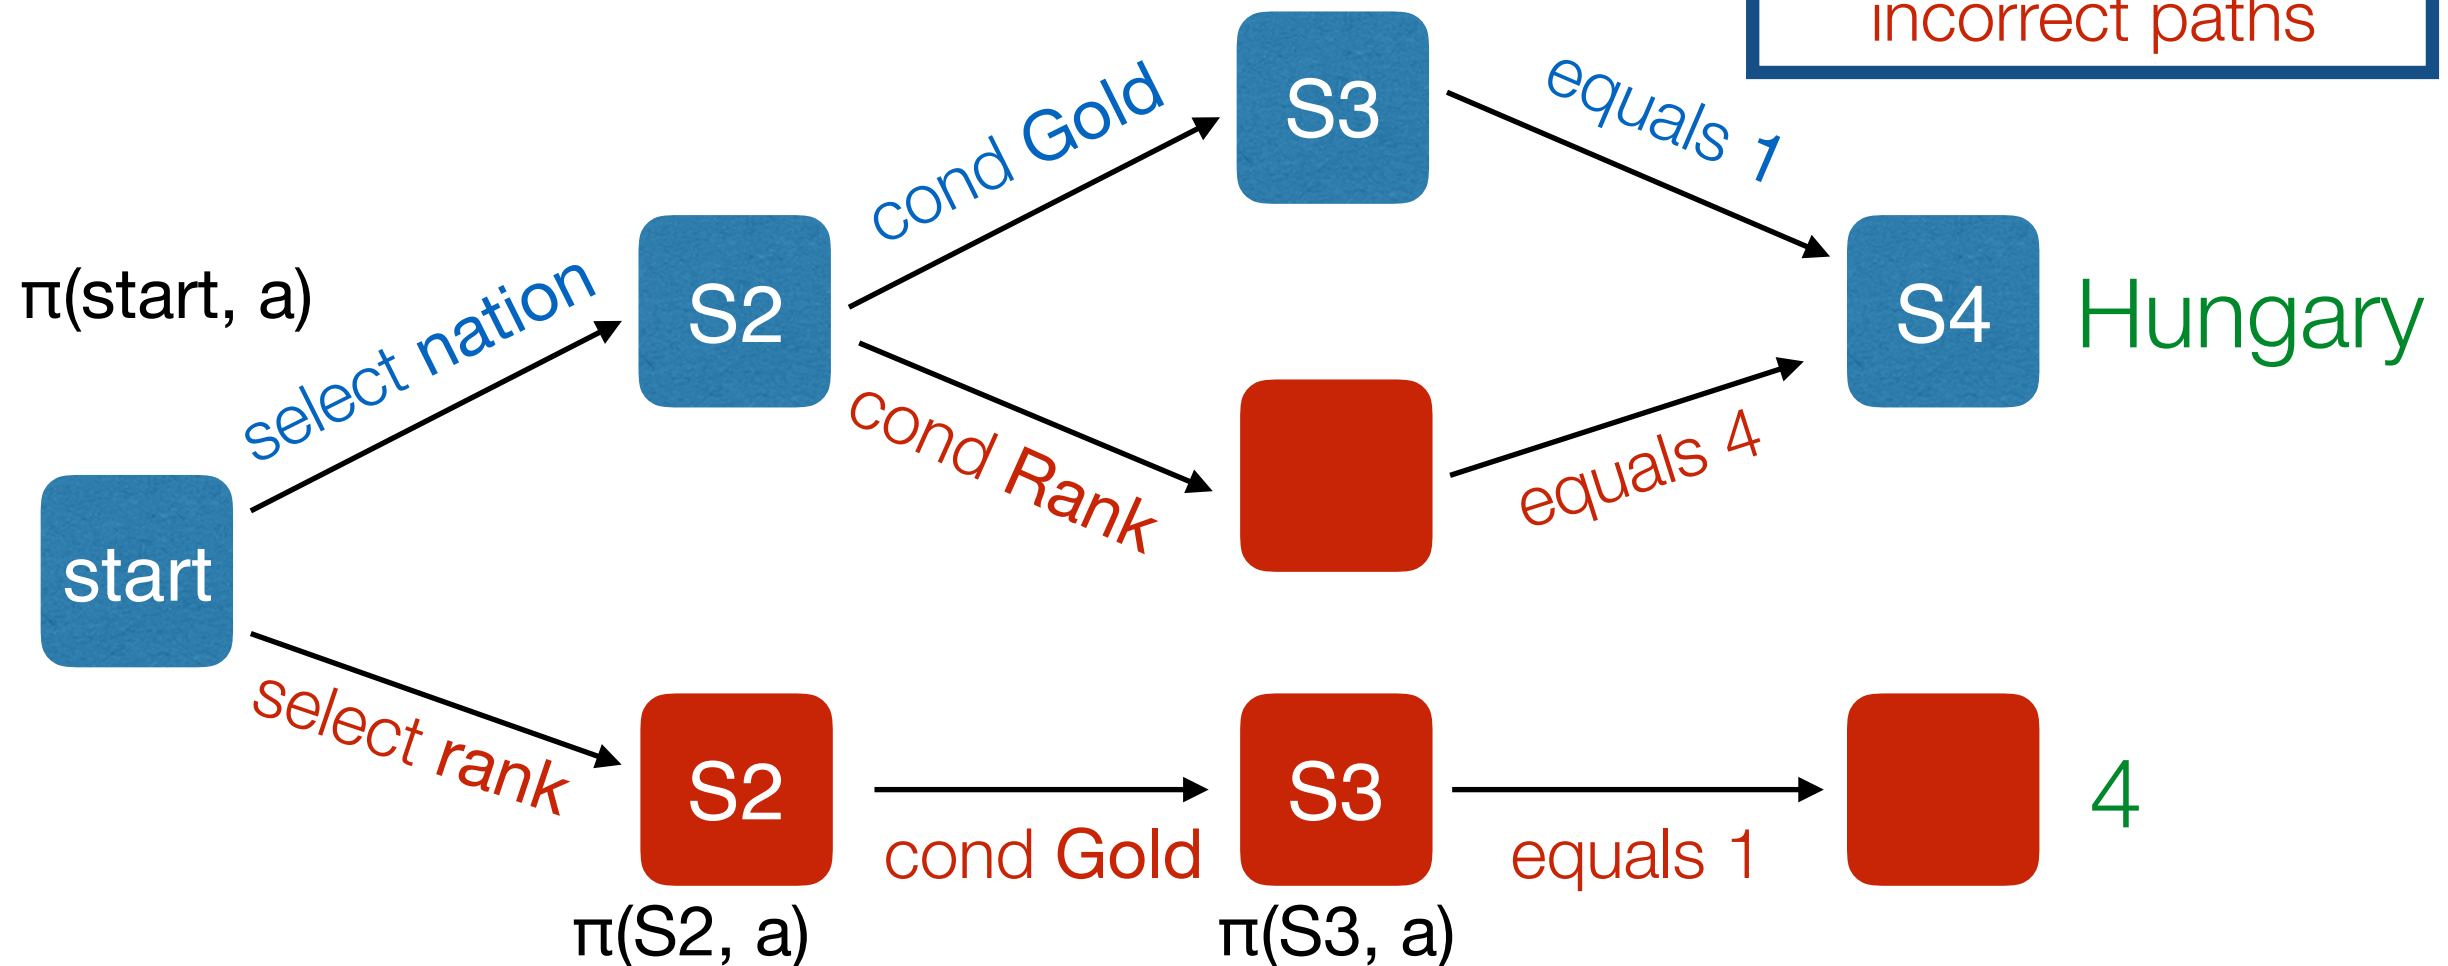 incorrect paths
S3
equals 1
cond Gold
π(start, a)
select nation
S2
S4
Hungary
cond Rank
equals 4
start
select rank
S2
cond Gold
S3
equals 1
4
π(S2, a)
π(S3, a)